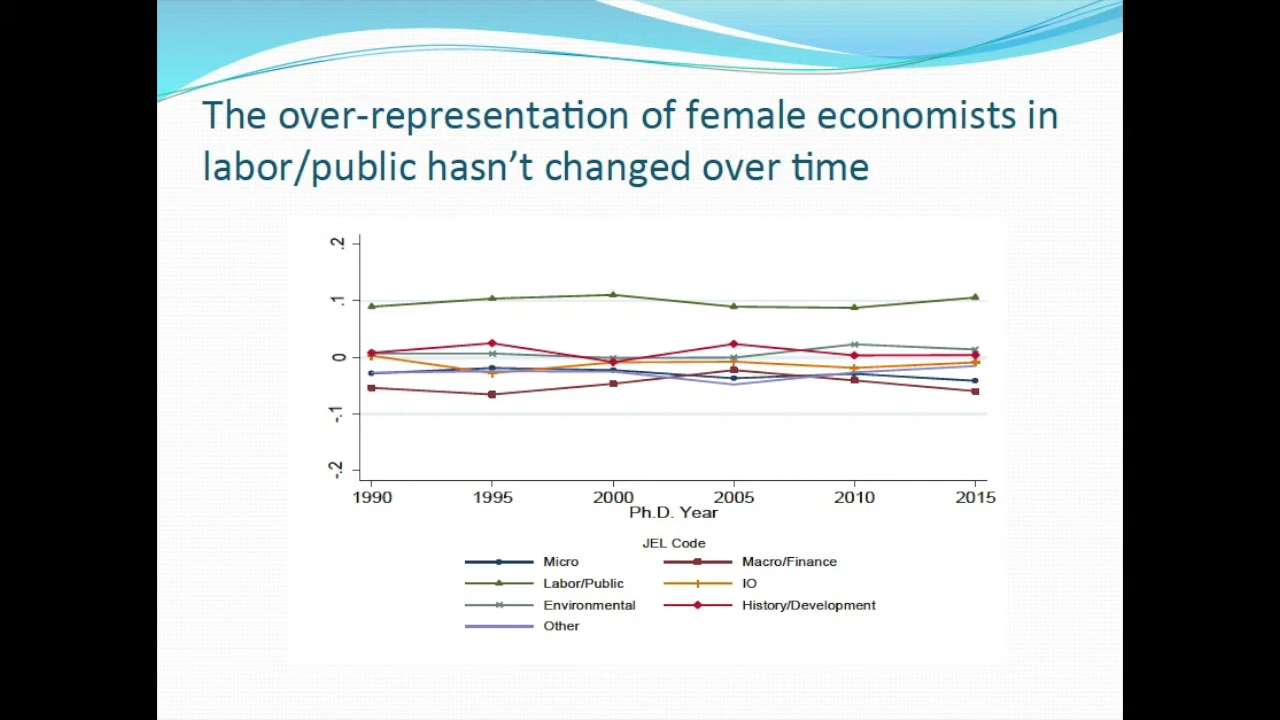 The over-representation of female economists in
labor/public hasn't changed over time
.2
.1
0
-.1
-.2
1990 1995 2000 2005 2010 2015
Ph.D. Year
JEL Code
Micro Macro/Finance
Labor/Public IO
Environmental History/Development
Other